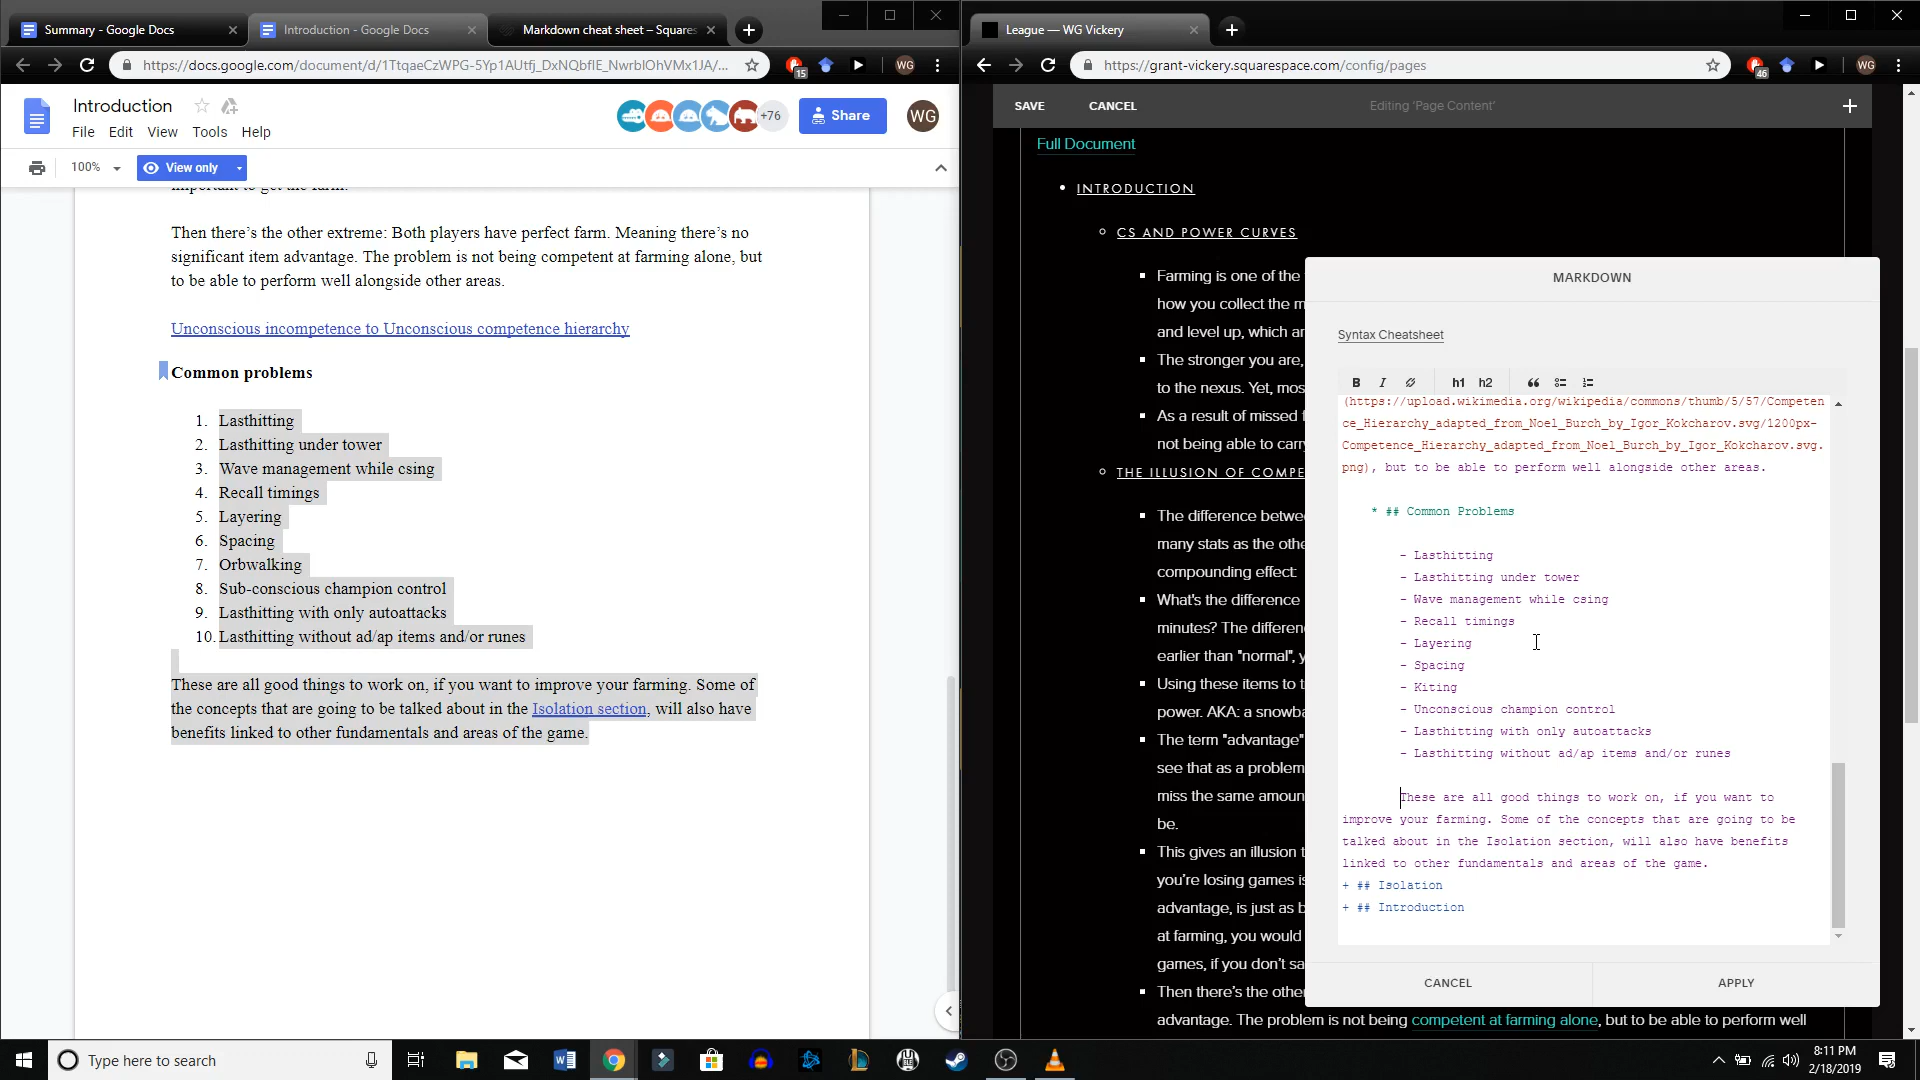 Summary - Google Docs
Introduction - Google Docs
Markdown cheat sheet – Squares
League — WG Vickery
https://docs.google.com/document/d/1TtqaeCzWPG-5Yp1AUtfj_DxNQbflE_NwrblOhVMx1JA/...
15
WG
https://grant-vickery.squarespace.com/config/pages
46
WG
Introduction
File Edit View Tools Help
+76
Share
WG
100%
View only
important to get the farm.
Then there's the other extreme: Both players have perfect farm. Meaning there's no
significant item advantage. The problem is not being competent at farming alone, but
to be able to perform well alongside other areas.
Unconscious incompetence to Unconscious competence hierarchy
Common problems
1. Lasthitting
2. Lasthitting under tower
3. Wave management while csing
4. Recall timings
5. Layering
6. Spacing
7. Orbwalking
8. Sub-conscious champion control
9. Lasthitting with only autoattacks
10. Lasthitting without ad/ap items and/or runes
These are all good things to work on, if you want to improve your farming. Some of
the concepts that are going to be talked about in the Isolation section, will also have
benefits linked to other fundamentals and areas of the game.
SAVE CANCEL Editing 'Page Content'
Full Document
• INTRODUCTION
CS AND POWER CURVES
Farming is one of the
how you collect the m
and level up, which ar
The stronger you are,
to the nexus. Yet, mos
As a result of missed f
not being able to carry
THE ILLUSION OF COMPE
The difference betwee
many stats as the othe
compounding effect:
What's the difference
minutes? The differen
earlier than "normal", y
Using these items to t
power. AKA: a snowba
The term "advantage"
see that as a problem
miss the same amoun
be.
This gives an illusion t
you're losing games is
advantage, is just as b
at farming, you would
games, if you don't sa
Then there's the other
advantage. The problem is not being competent at farming alone, but to be able to perform well
MARKDOWN
Syntax Cheatsheet
B I h1 h2 “
(https://upload.wikimedia.org/wikipedia/commons/thumb/5/57/Competen
ce_Hierarchy_adapted_from_Noel_Burch_by_Igor_Kokcharov.svg/1200px-
Competence_Hierarchy_adapted_from_Noel_Burch_by_Igor_Kokcharov.svg.
png), but to be able to perform well alongside other areas.
* ## Common Problems
- Lasthitting
- Lasthitting under tower
- Wave management while csing
- Recall timings
- Layering
- Spacing
- Kiting
- Unconscious champion control
- Lasthitting with only autoattacks
- Lasthitting without ad/ap items and/or runes
These are all good things to work on, if you want to
improve your farming. Some of the concepts that are going to be
talked about in the Isolation section, will also have benefits
linked to other fundamentals and areas of the game.
+ ## Isolation
+ ## Introduction
CANCEL APPLY
Type here to search
8:11 PM
2/18/2019